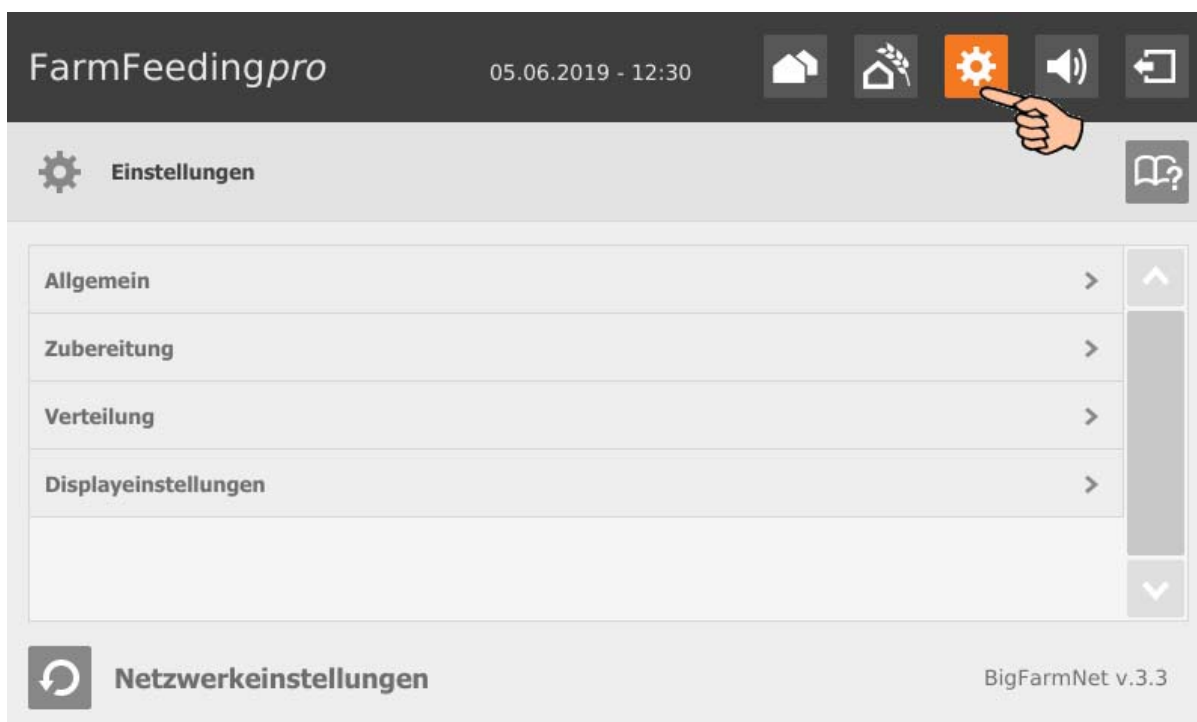 FarmFeedingpro
05.06.2019 - 12:30
Einstellungen
Allgemein
Zubereitung
Verteilung
Displayeinstellungen
Netzwerkeinstellungen
BigFarmNet v.3.3